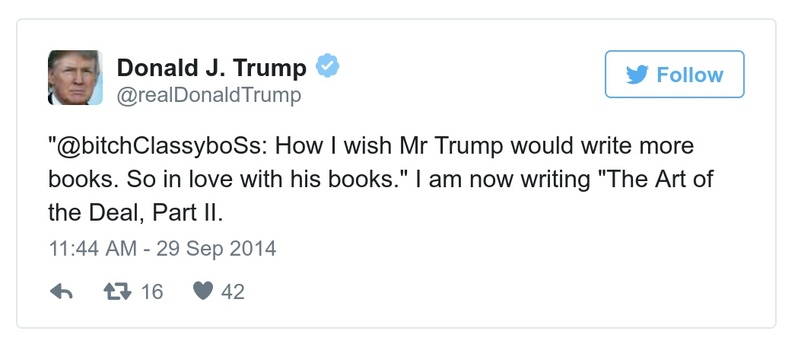 Donald J. Trump
@realDonaldTrump
Follow
"@bitchClassyboSs: How I wish Mr Trump would write more
books. So in love with his books." I am now writing "The Art of
the Deal, Part II.
11:44 AM - 29 Sep 2014
16 42